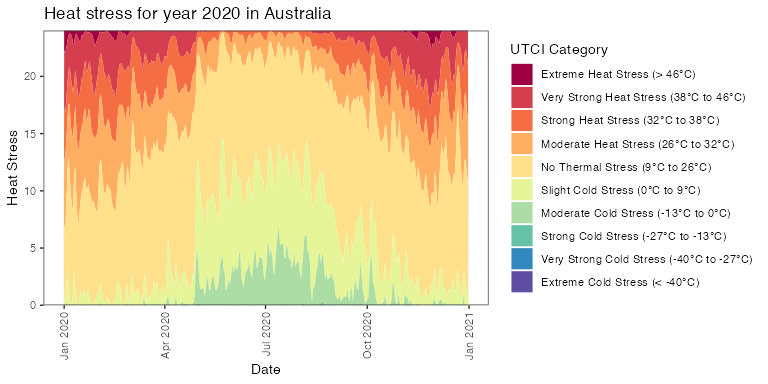 Heat stress for year 2020 in Australia
Heat Stress
20
15
10
5
0
Jan 2020
Apr 2020
Jul 2020
Oct 2020
Jan 2021
Date
UTCI Category
Extreme Heat Stress (> 46°C)
Very Strong Heat Stress (38°C to 46°C)
Strong Heat Stress (32°C to 38°C)
Moderate Heat Stress (26°C to 32°C)
No Thermal Stress (9°C to 26°C)
Slight Cold Stress (0°C to 9°C)
Moderate Cold Stress (-13°C to 0°C)
Strong Cold Stress (-27°C to -13°C)
Very Strong Cold Stress (-40°C to -27°C)
Extreme Cold Stress (< -40°C)